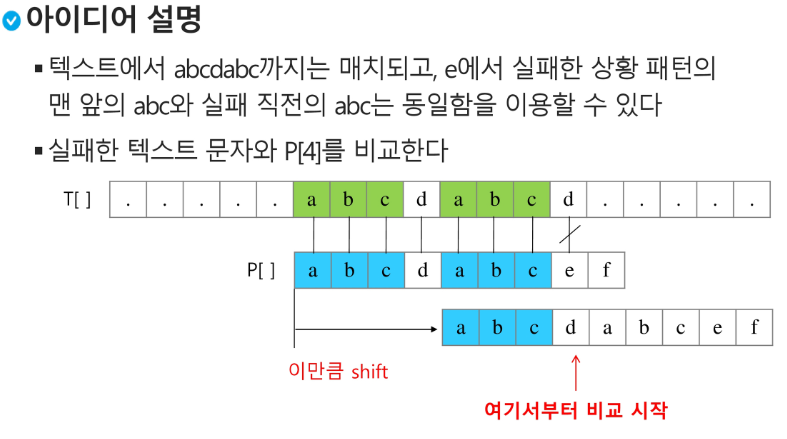 아이디어 설명
▪ 텍스트에서 abcdabc까지는 매치되고, e에서 실패한 상황 패턴의
맨 앞의 abc와 실패 직전의 abc는 동일함을 이용할 수 있다
▪ 실패한 텍스트 문자와 P[4]를 비교한다
T[ ] . . . . . a b c d a b c d . . . . .
P[ ] a b c d a b c e f
a b c d a b c e f
이만큼 shift
여기서부터 비교 시작